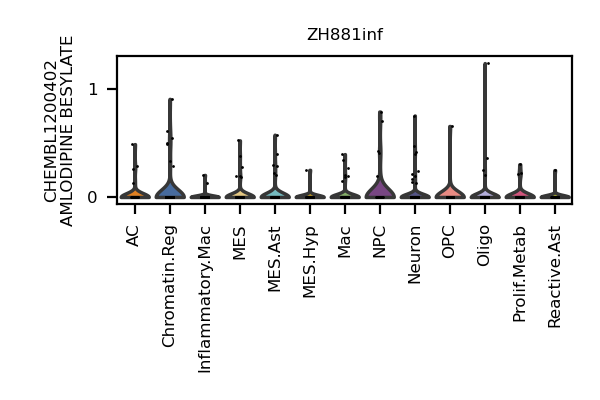 ZH881inf
CHEMBL1200402
AMLODIPINE BESYLATE
1
0
AC
Chromatin.Reg
Inflammatory.Mac
MES
MES.Ast
MES.Hyp
Mac
NPC
Neuron
OPC
Oligo
Prolif.Metab
Reactive.Ast